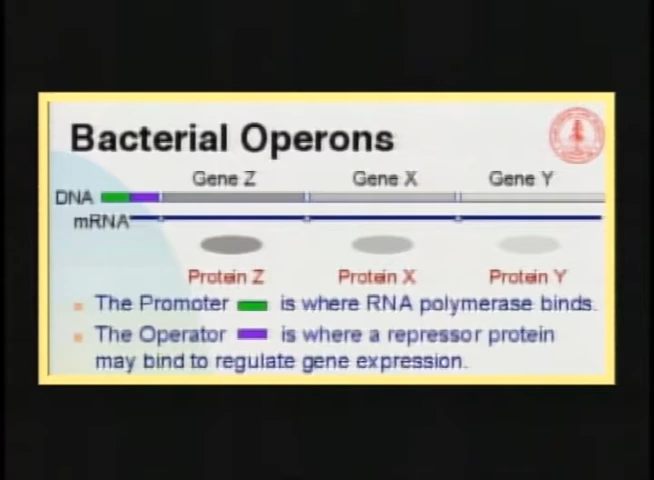 Bacterial Operons
Gene Z Gene X Gene Y
DNA
mRNA
Protein Z Protein X Protein Y
The Promoter is where RNA polymerase binds.
The Operator is where a repressor protein
may bind to regulate gene expression.